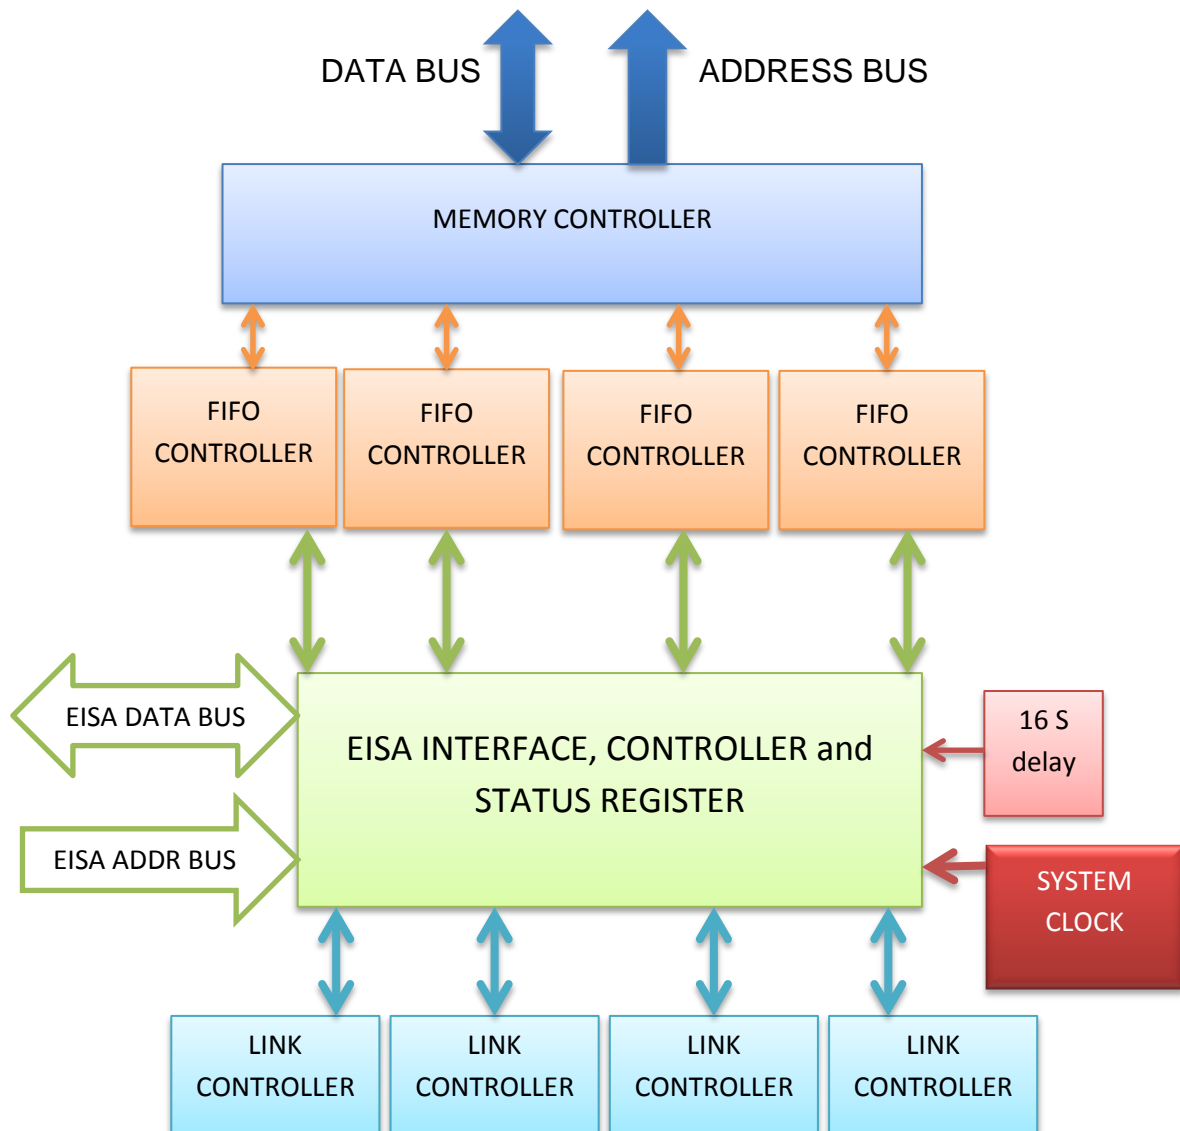 DATA BUS
ADDRESS BUS
MEMORY CONTROLLER
FIFO
CONTROLLER
FIFO
CONTROLLER
FIFO
CONTROLLER
FIFO
CONTROLLER
EISA DATA BUS
EISA INTERFACE, CONTROLLER and
STATUS REGISTER
16 S
delay
EISA ADDR BUS
SYSTEM
CLOCK
LINK
CONTROLLER
LINK
CONTROLLER
LINK
CONTROLLER
LINK
CONTROLLER